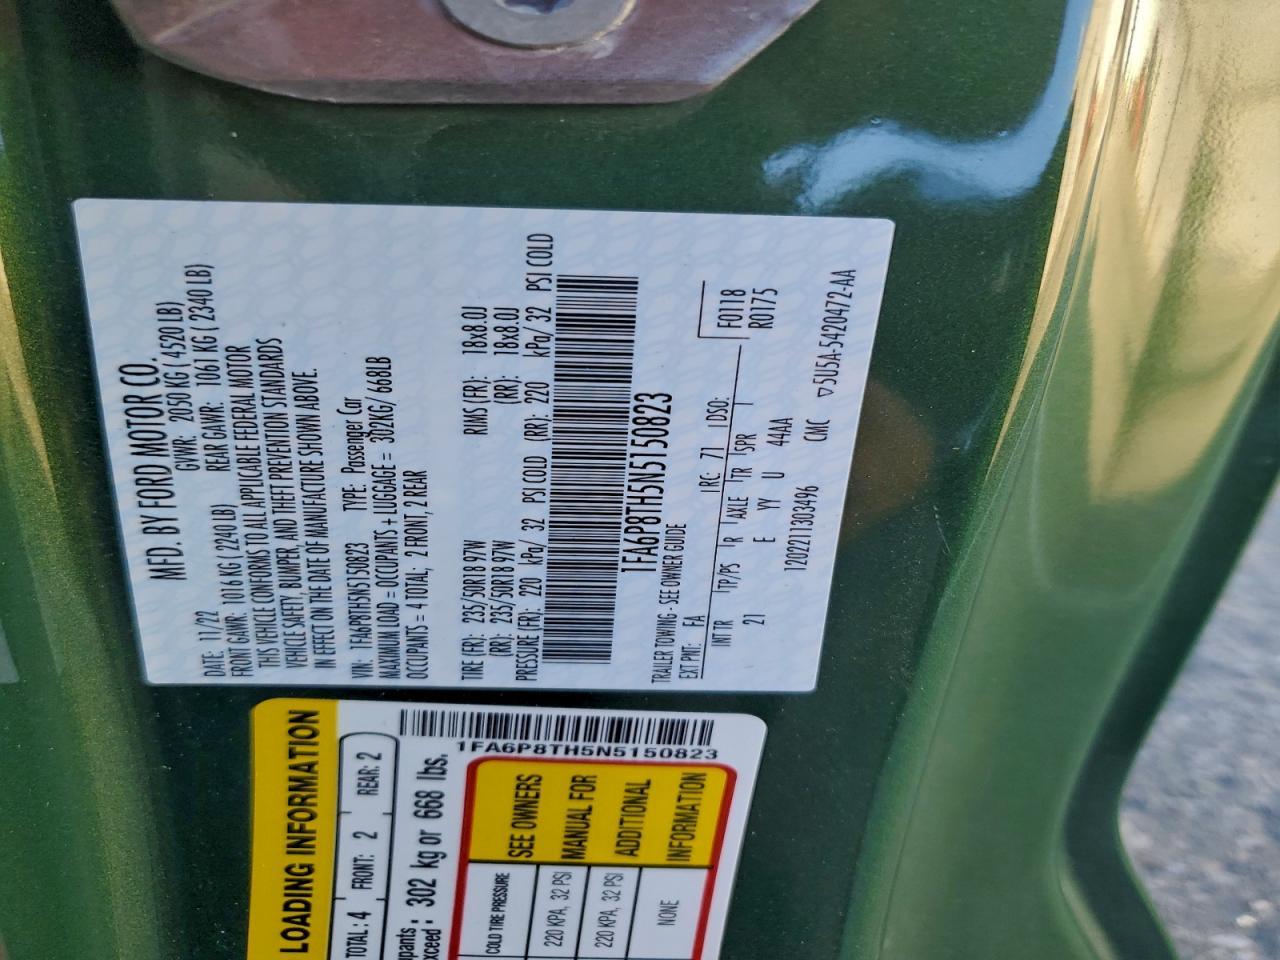 MFD. BY FORD MOTOR CO.
DATE: 11/22 GVWR: 2050 KG ( 4520 LB)
FRONT GAWR: 1016 KG ( 2240 LB) REAR GAWR: 1061 KG ( 2340 LB)
THIS VEHICLE CONFORMS TO ALL APPLICABLE FEDERAL MOTOR
VEHICLE SAFETY, BUMPER, AND THEFT PREVENTION STANDARDS
IN EFFECT ON THE DATE OF MANUFACTURE SHOWN ABOVE.
VIN: 1FA6P8TH5N5150823 TYPE: Passenger Car
MAXIMUM LOAD = OCCUPANTS + LUGGAGE = 302KG/ 668LB
OCCUPANTS = 4 TOTAL; 2 FRONT, 2 REAR
TIRE (FR): 235/50R18 97W RIMS (FR): 18x8.0J
(RR): 235/50R18 97W (RR): 18x8.0J
PRESSURE (FR): 220 kPa/ 32 PSI COLD (RR): 220 kPa/ 32 PSI COLD
1FA6P8TH5N5150823
TRAILER TOWING - SEE OWNER GUIDE
EXT PNT: FA RC: 71 DSO: F0118
INT TR TP/PS R AXLE TR SPR R0175
21 E YY U 44AA
1202211303496 CMC ▽5U5A-5420472-AA
LOADING INFORMATION
TOTAL: 4 FRONT: 2 REAR: 2
upants
exceed : 302 kg or 668 lbs.
1FA6P8TH5N5150823
COLD TIRE PRESSURE
220 KPA, 32 PSI
220 KPA, 32 PSI
NONE
SEE OWNERS
MANUAL FOR
ADDITIONAL
INFORMATION